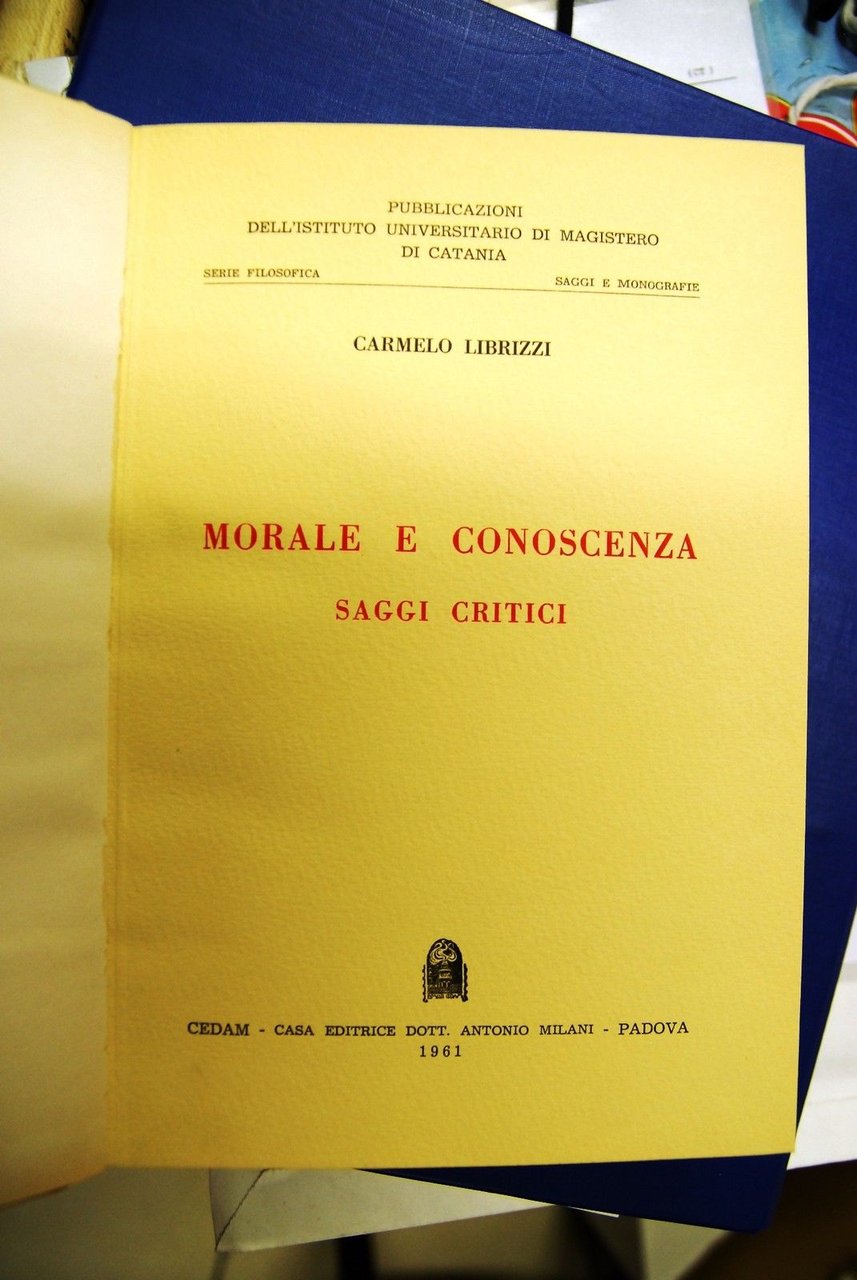 PUBBLICAZIONI
DELL'ISTITUTO UNIVERSITARIO DI MAGISTERO
DI CATANIA
SERIE FILOSOFICA SAGGI E MONOGRAFIE
CARMELO LIBRIZZI
MORALE E CONOSCENZA
SAGGI CRITICI
CEDAM - CASA EDITRICE DOTT. ANTONIO MILANI - PADOVA
1961